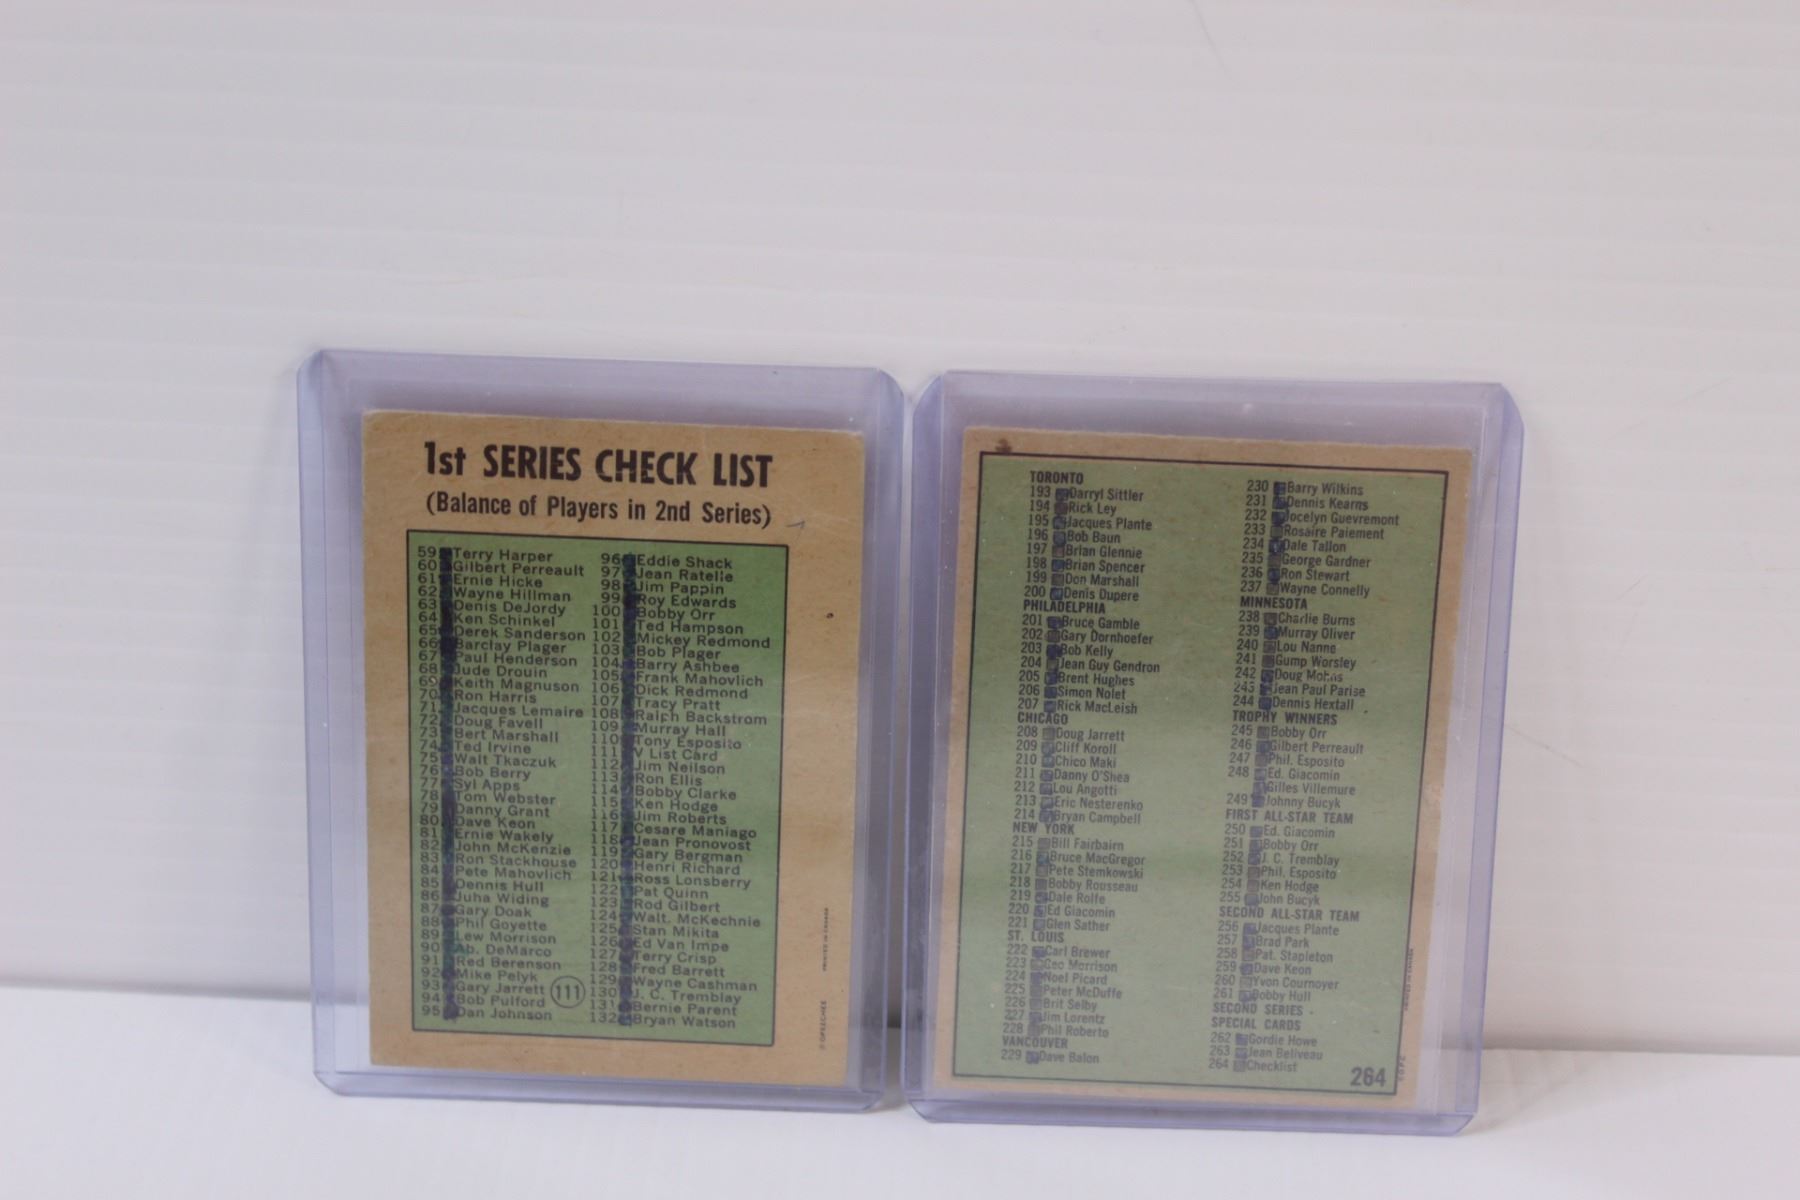 1st SERIES CHECK LIST
(Balance of Players in 2nd Series)
59 Terry Harper
60 Gilbert Perreault
61 Ernie Hicke
62 Wayne Hillman
63 Denis DeJordy
64 Ken Schinkel
65 Derek Sanderson
66 Barclay Plager
67 Paul Henderson
68 Jude Drouin
69 Keith Magnuson
70 Ron Harris
71 Jacques Lemaire
72 Doug Favell
73 Bert Marshall
74 Ted Irvine
75 Walt Tkaczuk
76 Bob Berry
77 Syl Apps
78 Tom Webster
79 Danny Grant
80 Dave Keon
81 Ernie Wakely
82 John McKenzie
83 Ron Stackhouse
84 Pete Mahovlich
85 Dennis Hull
86 Juha Widing
87 Gary Doak
88 Phil Goyette
89 Lew Morrison
90 Ab. DeMarco
91 Red Berenson
92 Mike Pelyk
93 Gary Jarrett
94 Bob Pulford
95 Dan Johnson
96 Eddie Shack
97 Jean Ratelle
98 Jim Pappin
99 Roy Edwards
100 Bobby Orr
101 Ted Hampson
102 Mickey Redmond
103 Bob Plager
104 Barry Ashbee
105 Frank Mahovlich
106 Dick Redmond
107 Tracy Pratt
108 Ralph Backstrom
109 Murray Hall
110 Tony Esposito
111 V List Card
112 Jim Neilson
113 Ron Ellis
114 Bobby Clarke
115 Ken Hodge
116 Jim Roberts
117 Cesare Maniago
118 Jean Pronovost
119 Gary Bergman
120 Henri Richard
121 Ross Lonsberry
122 Pat Quinn
123 Rod Gilbert
124 Walt. McKechnie
125 Stan Mikita
126 Ed Van Impe
127 Terry Crisp
128 Fred Barrett
129 Wayne Cashman
130 J. C. Tremblay
131 Bernie Parent
132 Bryan Watson
111
© O-PEE-CHEE
PRINTED IN CANADA
TORONTO
193 Darryl Sittler
194 Rick Ley
195 Jacques Plante
196 Bob Baun
197 Brian Glennie
198 Brian Spencer
199 Don Marshall
200 Denis Dupere
PHILADELPHIA
201 Bruce Gamble
202 Gary Dornhoefer
203 Bob Kelly
204 Jean Guy Gendron
205 Brent Hughes
206 Simon Nolet
207 Rick MacLeish
CHICAGO
208 Doug Jarrett
209 Cliff Koroll
210 Chico Maki
211 Danny O'Shea
212 Lou Angotti
213 Eric Nesterenko
214 Bryan Campbell
NEW YORK
215 Bill Fairbairn
216 Bruce MacGregor
217 Pete Stemkowski
218 Bobby Rousseau
219 Dale Rolfe
220 Ed Giacomin
221 Glen Sather
ST. LOUIS
222 Carl Brewer
223 Geo Morrison
224 Noel Picard
225 Peter McDuffe
226 Brit Selby
227 Jim Lorentz
228 Phil Roberto
VANCOUVER
229 Dave Balon
230 Barry Wilkins
231 Dennis Kearns
232 Jocelyn Guevremont
233 Rosaire Paiement
234 Dale Tallon
235 George Gardner
236 Ron Stewart
237 Wayne Connelly
MINNESOTA
238 Charlie Burns
239 Murray Oliver
240 Lou Nanne
241 Gump Worsley
242 Doug Mohns
243 Jean Paul Parise
244 Dennis Hextall
TROPHY WINNERS
245 Bobby Orr
246 Gilbert Perreault
247 Phil. Esposito
248 Ed. Giacomin
Gilles Villemure
249 Johnny Bucyk
FIRST ALL-STAR TEAM
250 Ed. Giacomin
251 Bobby Orr
252 J. C. Tremblay
253 Phil. Esposito
254 Ken Hodge
255 John Bucyk
SECOND ALL-STAR TEAM
256 Jacques Plante
257 Brad Park
258 Pat. Stapleton
259 Dave Keon
260 Yvon Cournoyer
261 Bobby Hull
SECOND SERIES
SPECIAL CARDS
262 Gordie Howe
263 Jean Beliveau
264 Checklist
264
PRINTED IN CANADA